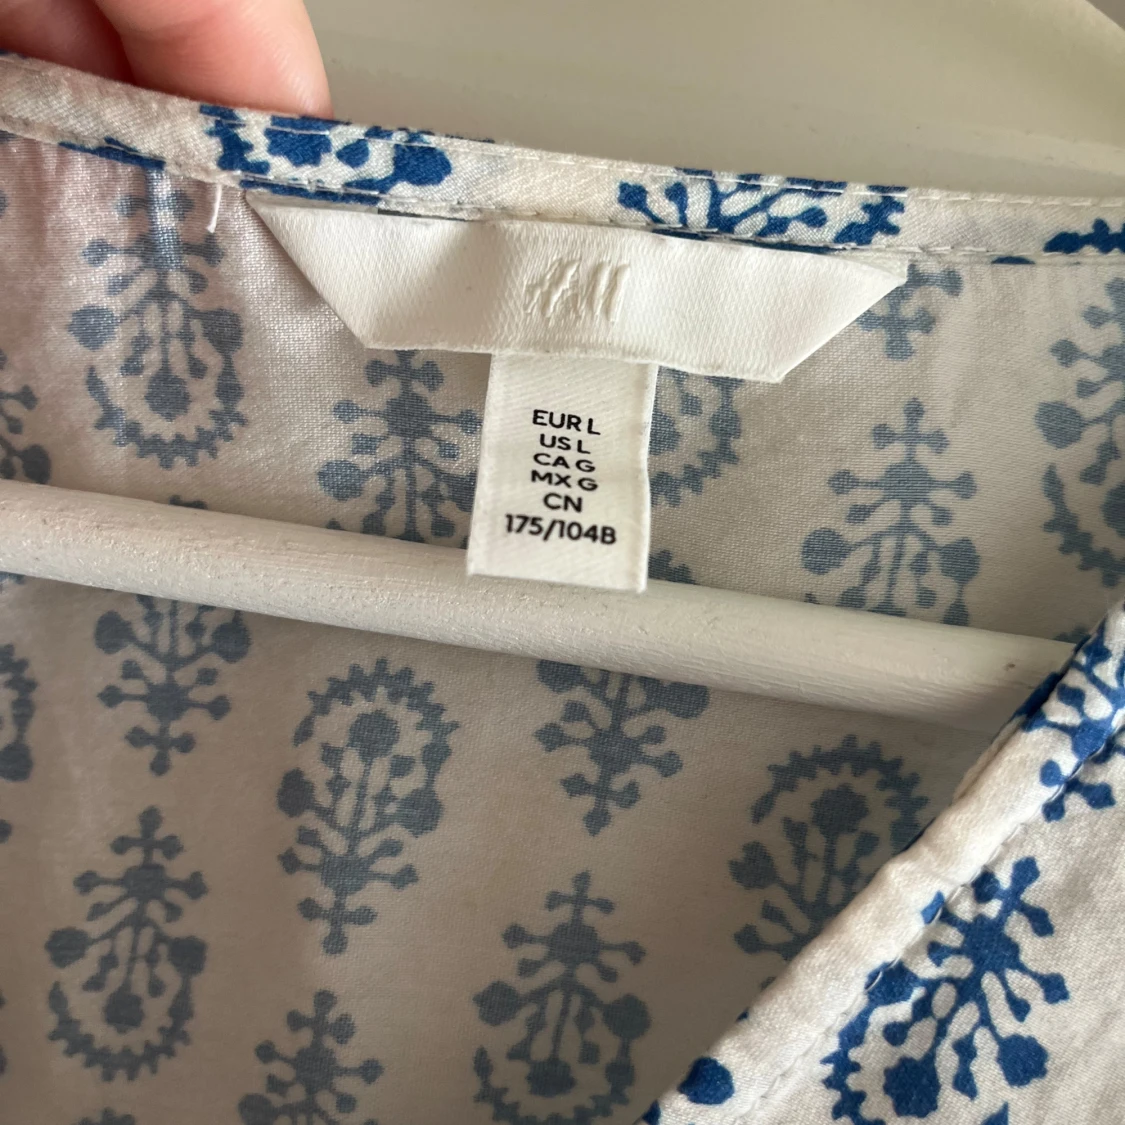 H&M
EUR L
US L
CA G
MX G
CN
175/104B